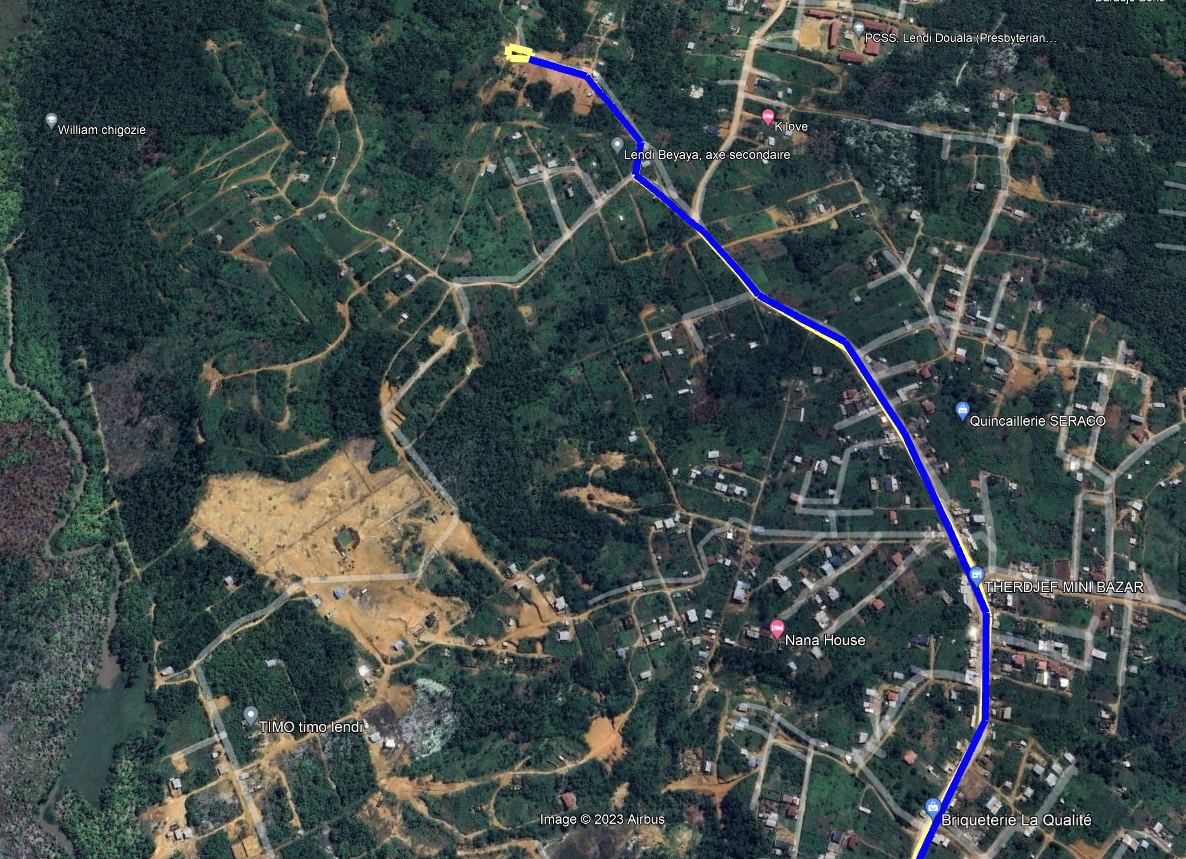 PCSS, Lendi Douala (Presbyterian...
William chigozie
Kilove
Lendi Beyaya, axe secondaire
Quincaillerie SERACO
THERDJEF MINI BAZAR
Nana House
TIMO timo lendi
Image © 2023 Airbus
Briqueterie La Qualité